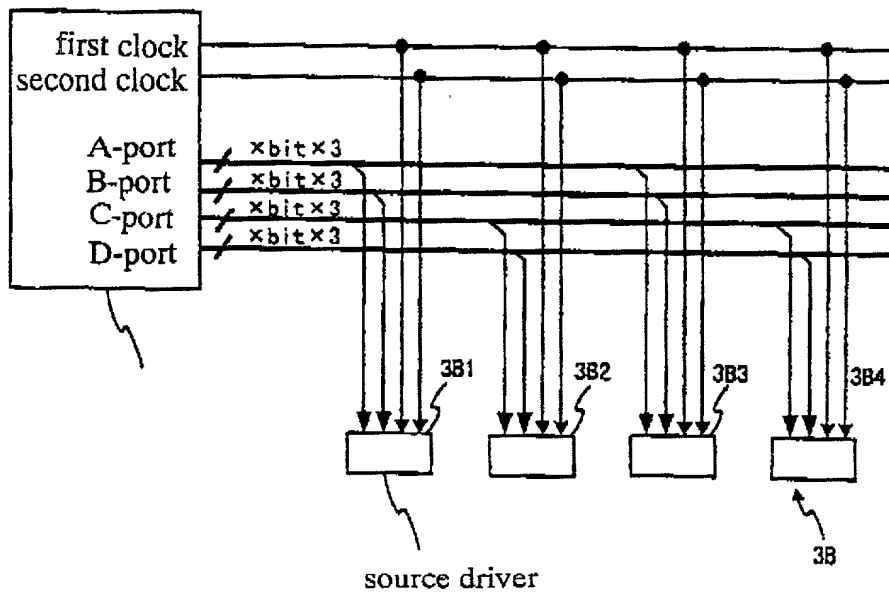 first clock
second clock
A-port
×bit×3
B-port
×bit×3
C-port
×bit×3
D-port
×bit×3
3B1
3B2
3B3
3B4
3B
source driver